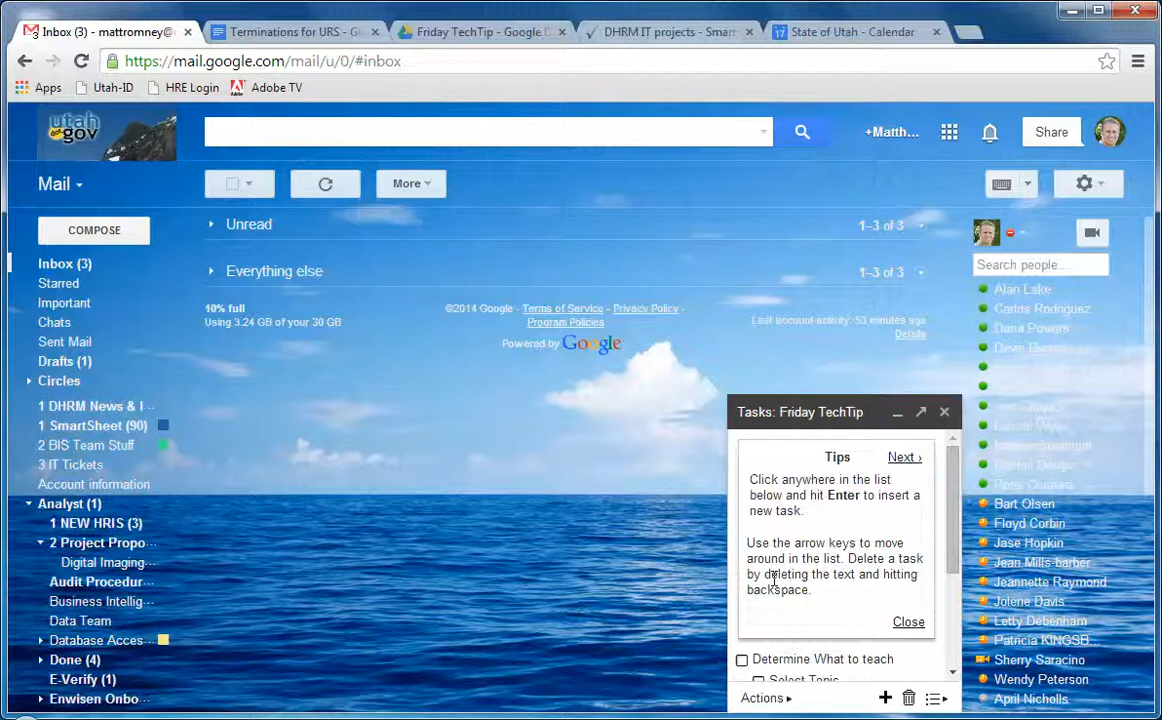 Inbox (3) - mattromney@
Terminations for URS - G
Friday TechTip - Google D
DHRM IT projects - Smar
State of Utah - Calendar
https://mail.google.com/mail/u/0/#inbox
Apps
Utah-ID
HRE Login
Adobe TV
utah
gov
+Matth...
Share
Mail
More
COMPOSE
Unread
1–3 of 3
Everything else
1–3 of 3
10% full
Using 3.24 GB of your 30 GB
©2014 Google - Terms of Service - Privacy Policy -
Program Policies
Powered by Google
Last account activity: 53 minutes ago
Details
Inbox (3)
Starred
Important
Chats
Sent Mail
Drafts (1)
Circles
1 DHRM News & I...
1 SmartSheet (90)
2 BIS Team Stuff
3 IT Tickets
Account information
Analyst (1)
1 NEW HRIS (3)
2 Project Propo...
Digital Imaging...
Audit Procedur...
Business Intellig...
Data Team
Database Acces...
Done (4)
E-Verify (1)
Enwisen Onbo...
Search people...
Alan Lake
Carlos Rodriguez
Dana Powers
Bart Olsen
Floyd Corbin
Jase Hopkin
Jean Mills-barber
Jeannette Raymond
Jolene Davis
Letty Debenham
Patricia KINGSB...
Sherry Saracino
Wendy Peterson
April Nicholls
Tasks: Friday TechTip
Tips
Next ›
Click anywhere in the list
below and hit Enter to insert a
new task.
Use the arrow keys to move
around in the list. Delete a task
by deleting the text and hitting
backspace.
Close
Determine What to teach
Select Topic
Actions